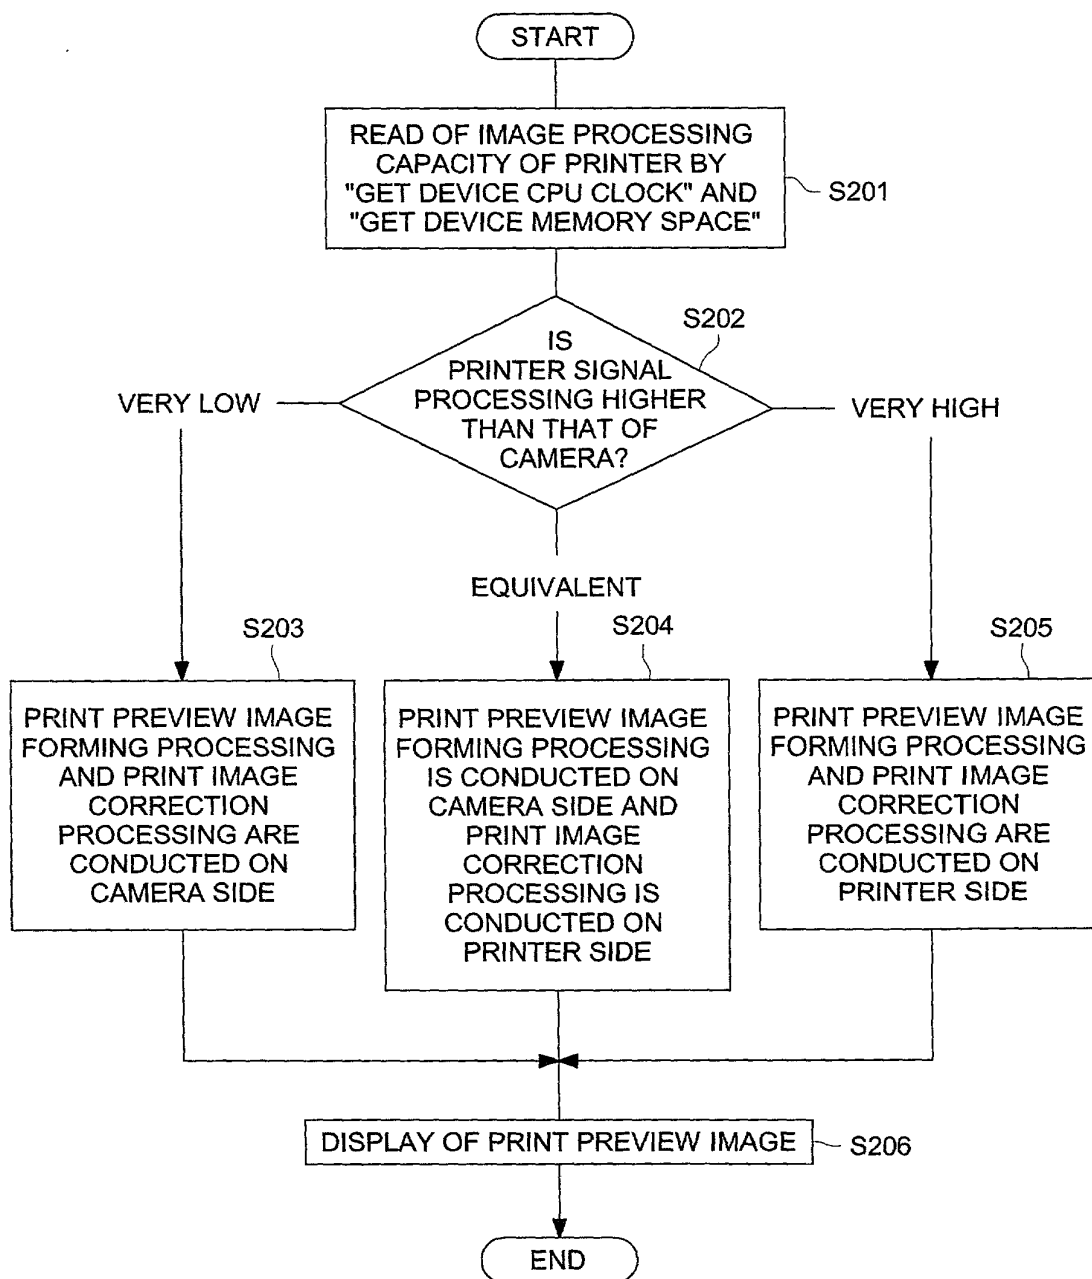 START
READ OF IMAGE PROCESSING
CAPACITY OF PRINTER BY
"GET DEVICE CPU CLOCK" AND
"GET DEVICE MEMORY SPACE"
S201
S202
IS
PRINTER SIGNAL
PROCESSING HIGHER
THAN THAT OF
CAMERA?
VERY LOW
VERY HIGH
EQUIVALENT
S203
PRINT PREVIEW IMAGE
FORMING PROCESSING
AND PRINT IMAGE
CORRECTION
PROCESSING ARE
CONDUCTED ON
CAMERA SIDE
S204
PRINT PREVIEW IMAGE
FORMING PROCESSING
IS CONDUCTED ON
CAMERA SIDE AND
PRINT IMAGE
CORRECTION
PROCESSING IS
CONDUCTED ON
PRINTER SIDE
S205
PRINT PREVIEW IMAGE
FORMING PROCESSING
AND PRINT IMAGE
CORRECTION
PROCESSING ARE
CONDUCTED ON
PRINTER SIDE
DISPLAY OF PRINT PREVIEW IMAGE
S206
END